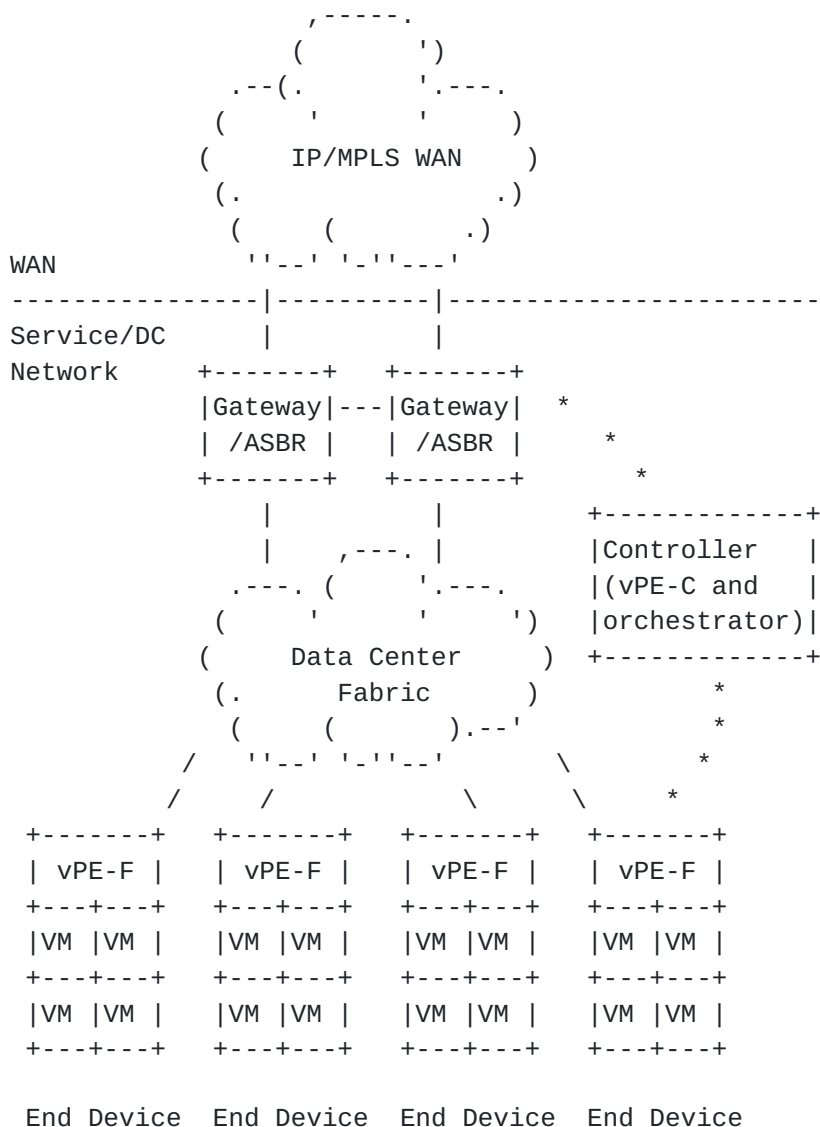 IP/MPLS WAN
WAN
Service/DC
Network
Gateway Gateway
/ASBR /ASBR
Controller
(vPE-C and
orchestrator)
Data Center
Fabric
vPE-F vPE-F vPE-F vPE-F
VM VM VM VM VM VM VM VM
VM VM VM VM VM VM VM VM
End Device End Device End Device End Device